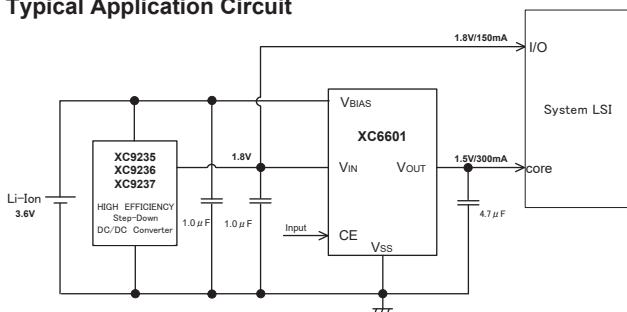 Typical Application Circuit
1.8V/150mA
I/O
System LSI
VBIAS
XC6601
XC9235
XC9236
XC9237
1.8V
VIN
VOUT
1.5V/300mA
core
Li-Ion
3.6V
HIGH EFFICIENCY
Step-Down
DC/DC Converter
1.0μF
1.0μF
Input
CE
VSS
4.7μF